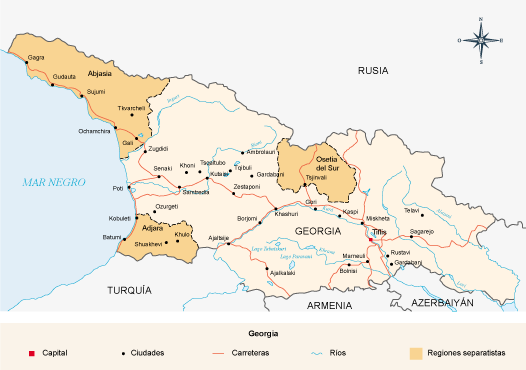 N
S
E
RUSIA
Gagra
Gudauta
Abjasia
Sujumi
Tkvarcheli
Ochamchira
Gali
Zugdidi
MAR NEGRO
Ambrolauri
Osetia
del Sur
Tsjinvali
Senaki
Khoni
Tsqaltubo
Tqibuli
Kutaisi
Gardabani
Poti
Samtredia
Zestaponi
Ozurgeti
Kobuleti
Khashuri
Gori
Kaspi
Miskheta
Telavi
Borjomi
GEORGIA
Tiflis
Sagarejo
Batumi
Adjara
Khulo
Shuakhevi
Ajaltsije
Rustavi
Marneuli
Gardabani
Bolnisi
Ajalkalaki
TURQUÍA
ARMENIA
AZERBAIYÁN
Georgia
Capital
Ciudades
Carreteras
Ríos
Regiones separatistas